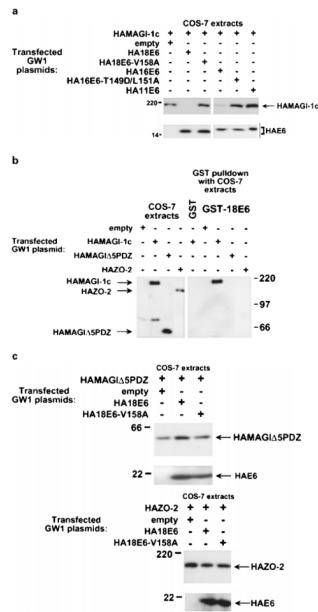 a
COS-7 extracts
HAMAGI-1c + + + + + +
empty + - - - - -
HA18E6 - + - - - -
HA18E6-V158A - - + - - -
HA16E6 - - - + - -
HA16E6-T149D/L151A - - - - + -
HA11E6 - - - - - +
Transfected
GW1
plasmids:
220 -
HAMAGI-1c
14 -
HAE6
b
GST pulldown
with COS-7
extracts
COS-7
extracts
GST
GST-18E6
empty + - - - - + - - -
Transfected
GW1 plasmid:
HAMAGI-1c - + - - + - + - -
HAMAGIΔ5PDZ - - + - - - - + -
HAZO-2 - - - + - - - - +
HAMAGI-1c
HAZO-2
HAMAGIΔ5PDZ
- 220
- 97
- 66
c
COS-7 extracts
HAMAGIΔ5PDZ + + +
empty + - -
HA18E6 - + -
HA18E6-V158A - - +
Transfected
GW1 plasmids:
66 -
HAMAGIΔ5PDZ
22 -
HAE6
COS-7 extracts
HAZO-2 + + +
empty + - -
HA18E6 - + -
HA18E6-V158A - - +
Transfected
GW1 plasmids:
220 -
HAZO-2
22 -
HAE6